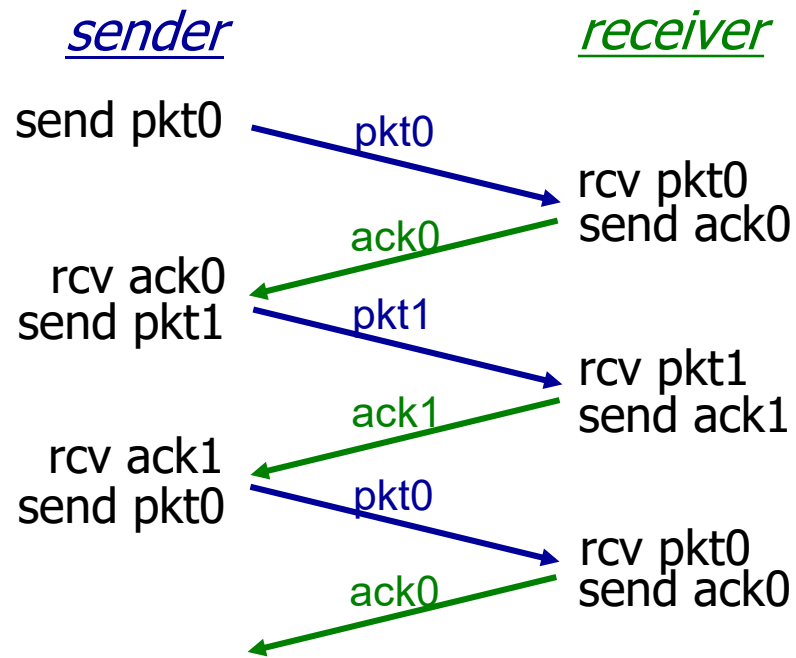 sender
receiver
send pkt0
pkt0
rcv pkt0
send ack0
ack0
rcv ack0
send pkt1
pkt1
rcv pkt1
send ack1
ack1
rcv ack1
send pkt0
pkt0
rcv pkt0
send ack0
ack0